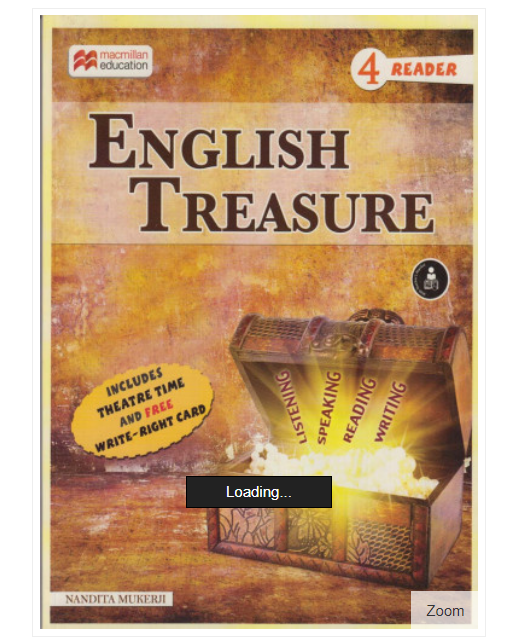 macmillan
education
4 READER
ENGLISH
TREASURE
INCLUDES
THEATRE TIME
AND FREE
WRITE-RIGHT CARD
LISTENING
SPEAKING
READING
WRITING
Loading...
NANDITA MUKERJI
Zoom